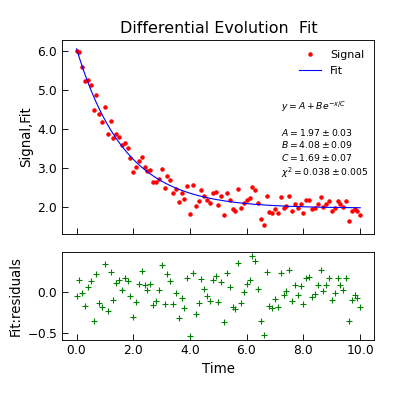 Differential Evolution  Fit
Signal
Fit
y = A + Be^{-x/C}
A = 1.97 ± 0.03
B = 4.08 ± 0.09
C = 1.69 ± 0.07
χ² = 0.038 ± 0.005
Signal,Fit
6.0
5.0
4.0
3.0
2.0
Fit:residuals
0.0
−0.5
0.0 2.0 4.0 6.0 8.0 10.0
Time